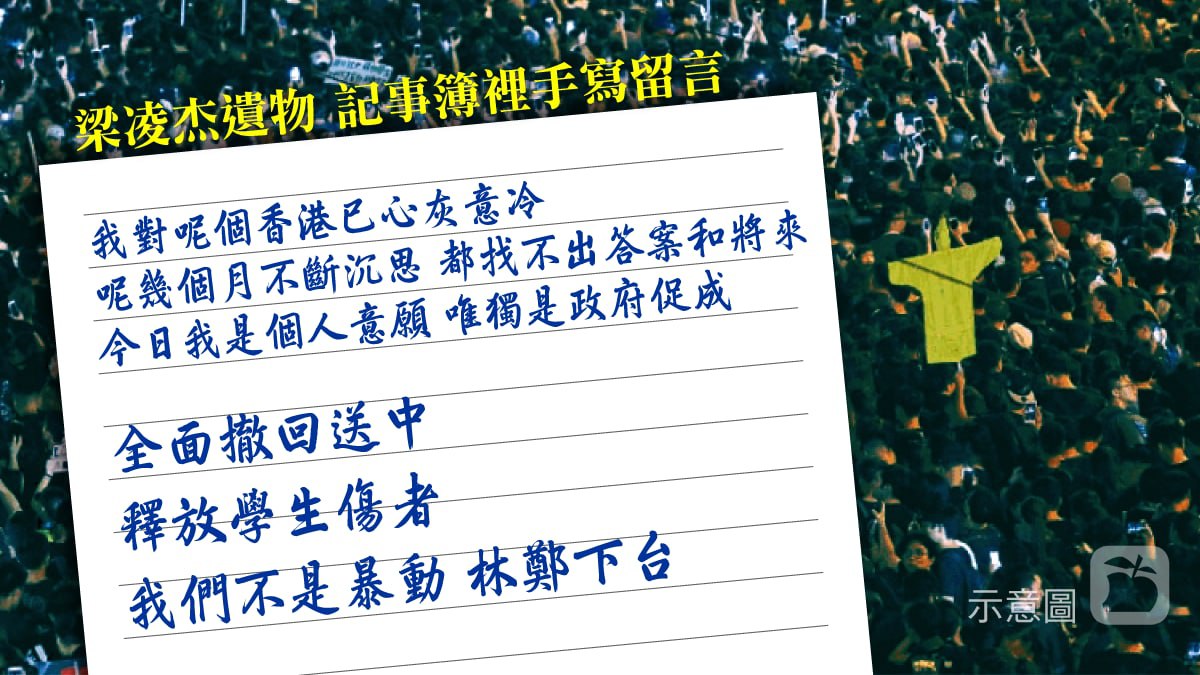 梁凌杰遺物 記事簿裡手寫留言
我對呢個香港已心灰意冷
呢幾個月不斷沉思 都找不出答案和將來
今日我是個人意願 唯獨是政府促成
全面撤回送中
釋放學生傷者
我們不是暴動 林鄭下台
示意圖